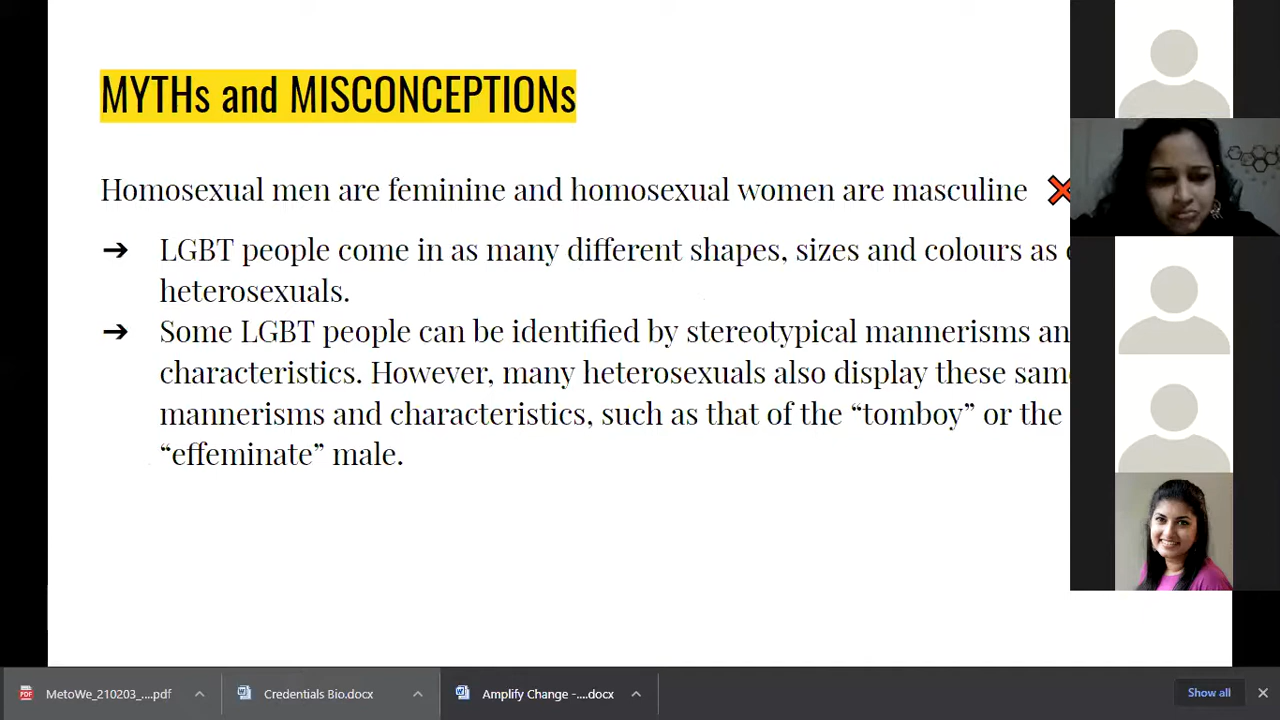 MYTHs and MISCONCEPTIONs
Homosexual men are feminine and homosexual women are masculine
➔ LGBT people come in as many different shapes, sizes and colours as
heterosexuals.
➔ Some LGBT people can be identified by stereotypical mannerisms
characteristics. However, many heterosexuals also display these
mannerisms and characteristics, such as that of the “tomboy” or the
“effeminate” male.
MetoWe_210203_....pdf
Credentials Bio.docx
Amplify Change -....docx
Show all